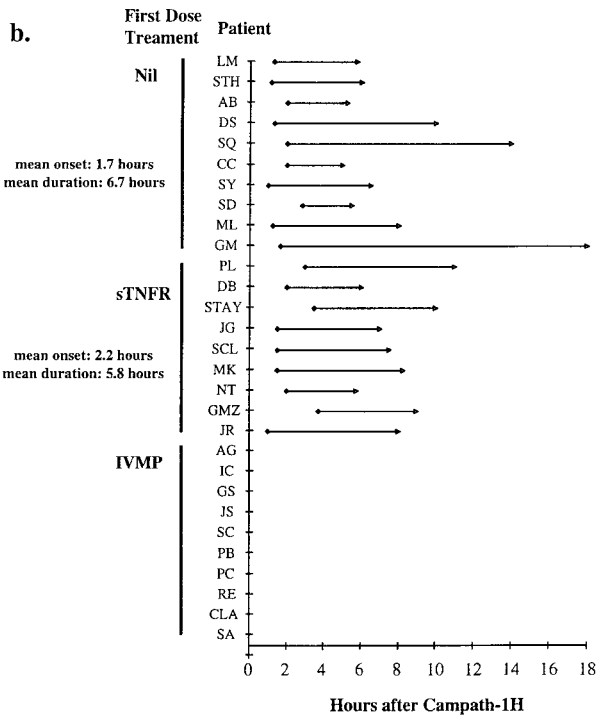 b.
First Dose
Treament
Patient
Nil
mean onset: 1.7 hours
mean duration: 6.7 hours
LM
STH
AB
DS
SQ
CC
SY
SD
ML
GM
sTNFR
mean onset: 2.2 hours
mean duration: 5.8 hours
PL
DB
STAY
JG
SCL
MK
NT
GMZ
JR
IVMP
AG
IC
GS
JS
SC
PB
PC
RE
CLA
SA
0 2 4 6 8 10 12 14 16 18
Hours after Campath-1H